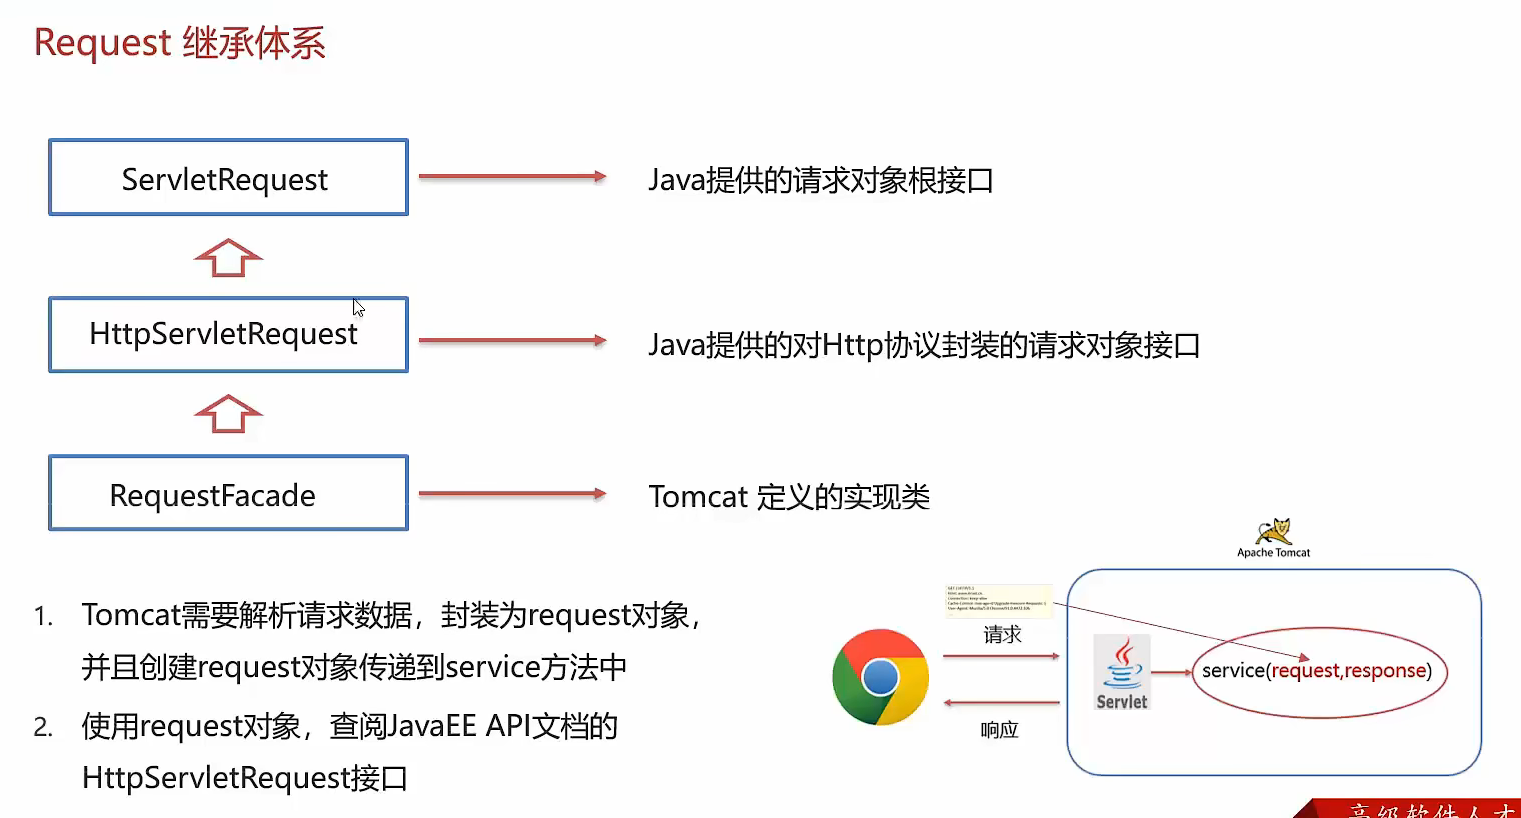 Request 继承体系
ServletRequest
Java提供的请求对象根接口
HttpServletRequest
Java提供的对Http协议封装的请求对象接口
RequestFacade
Tomcat 定义的实现类
1. Tomcat需要解析请求数据，封装为request对象，
并且创建request对象传递到service方法中
2. 使用request对象，查阅JavaEE API文档的
HttpServletRequest接口
Apache Tomcat
请求
响应
Servlet
service(request,response)
高级软件人才